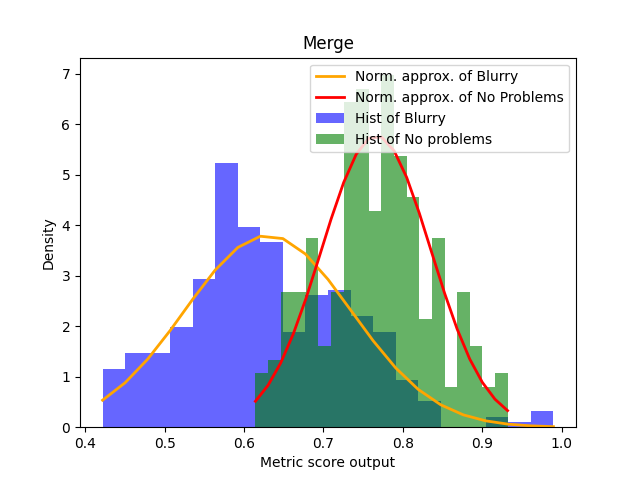 Merge
Norm. approx. of Blurry
Norm. approx. of No Problems
Hist of Blurry
Hist of No problems
Density
7
6
5
4
3
2
1
0
0.4 0.5 0.6 0.7 0.8 0.9 1.0
Metric score output